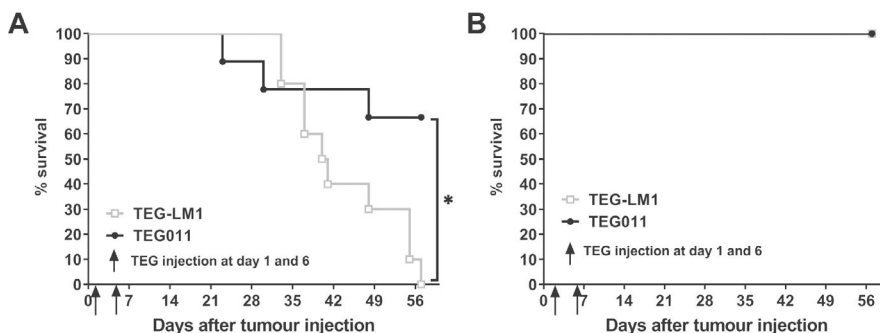 A
100
90
80
70
60
50
40
30
20
10
0
% survival
TEG-LM1
TEG011
TEG injection at day 1 and 6
*
0 7 14 21 28 35 42 49 56
Days after tumour injection
B
100
90
80
70
60
50
40
30
20
10
0
% survival
TEG-LM1
TEG011
TEG injection at day 1 and 6
0 7 14 21 28 35 42 49 56
Days after tumour injection